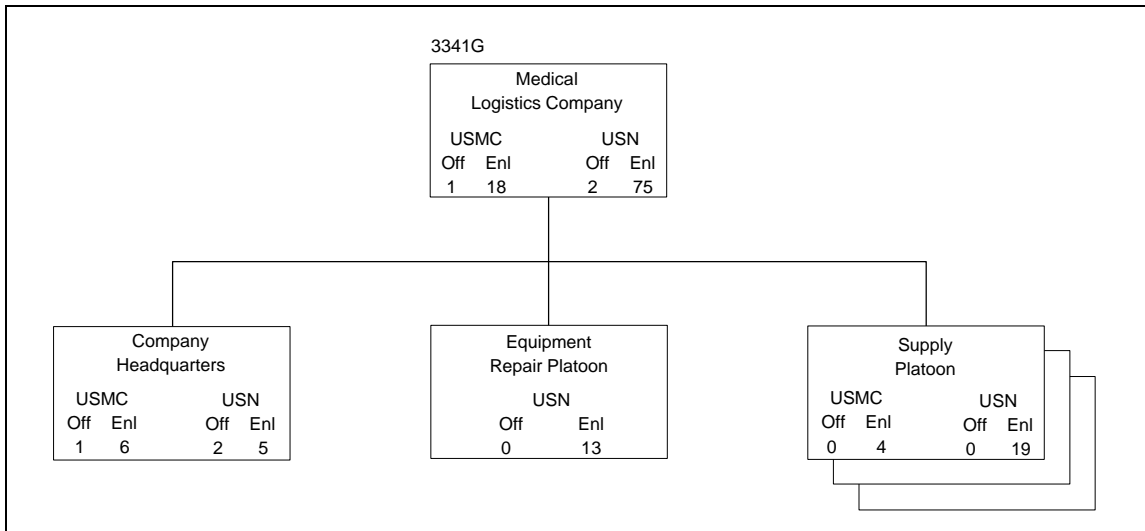 3341G
Medical
Logistics Company
USMC USN
Off Enl Off Enl
1 18 2 75
Company
Headquarters
USMC USN
Off Enl Off Enl
1 6 2 5
Equipment
Repair Platoon
USN
Off Enl
0 13
Supply
Platoon
USMC USN
Off Enl Off Enl
0 4 0 19